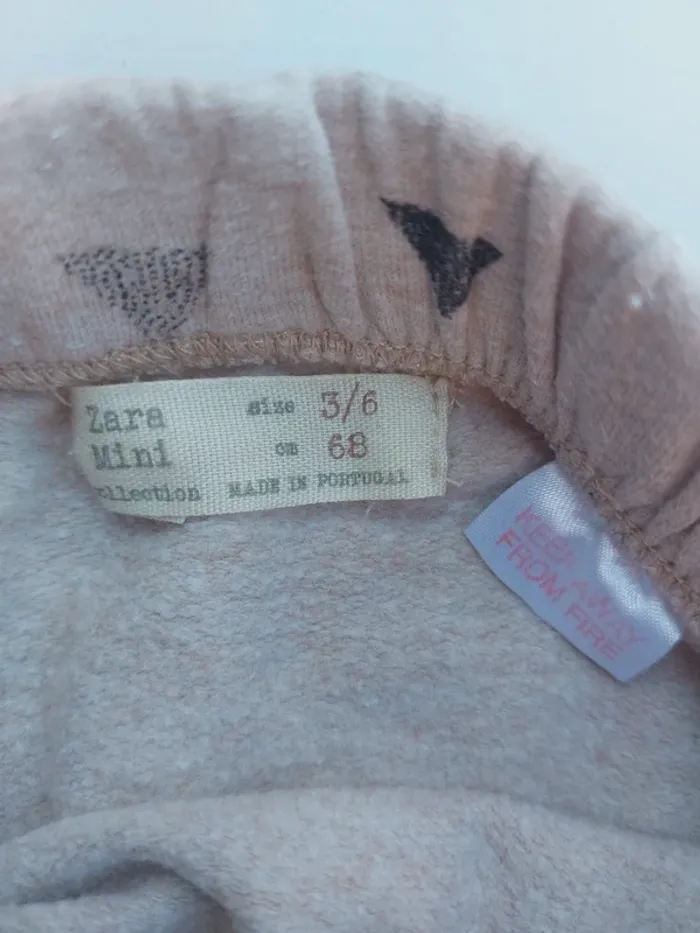 Zara size 3/6
Mini cm 68
collection MADE IN PORTUGAL
KEEP AWAY
FROM FIRE